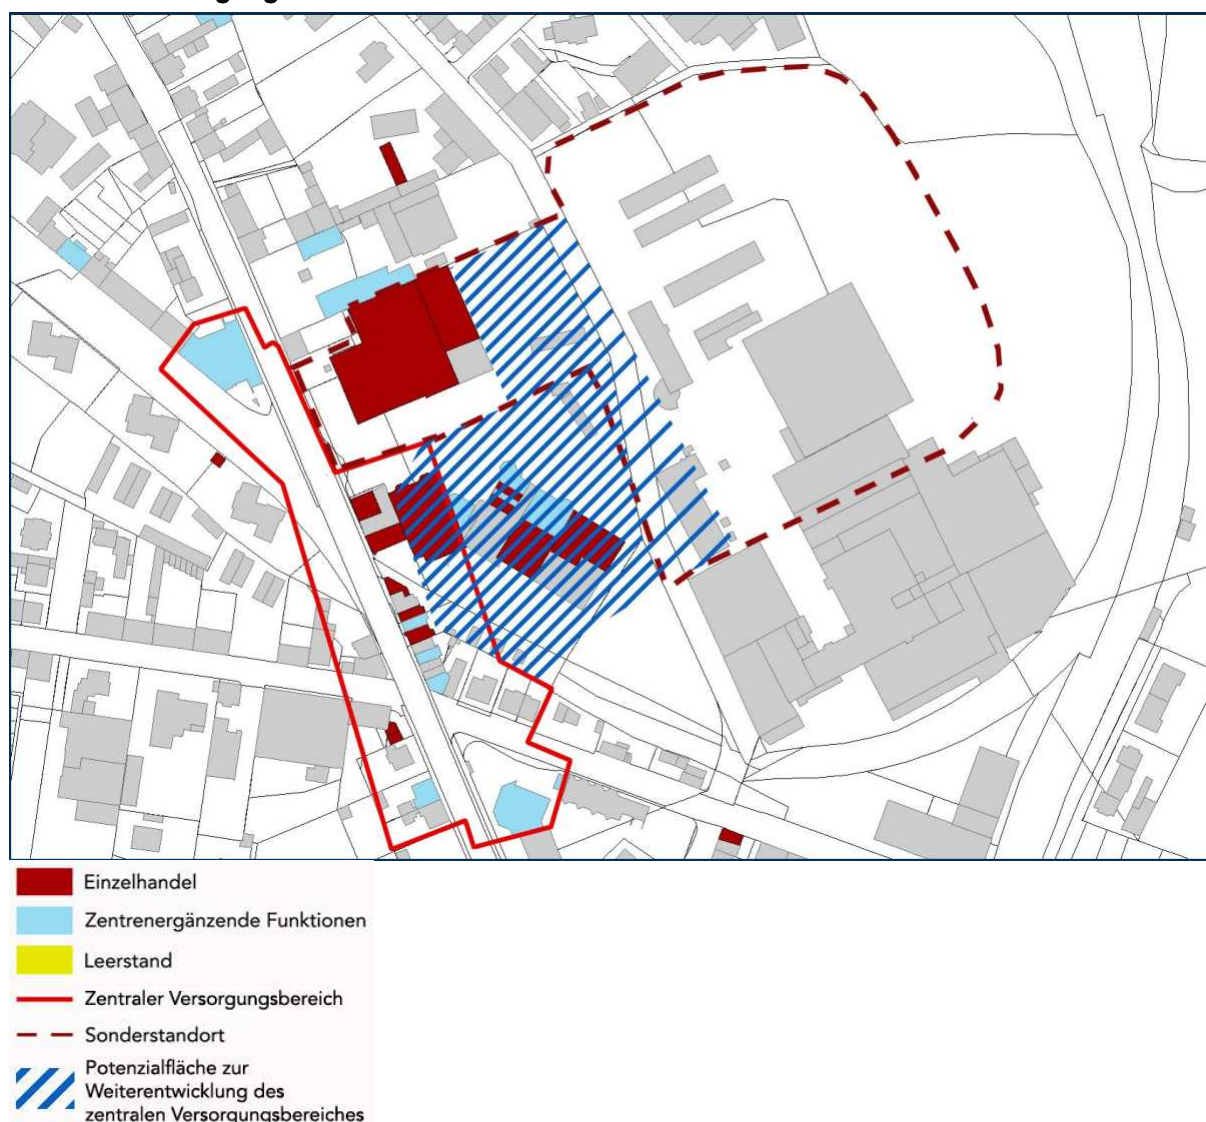 Einzelhandel
Zentrenergänzende Funktionen
Leerstand
Zentraler Versorgungsbereich
Sonderstandort
Potenzialfläche zur
Weiterentwicklung des
zentralen Versorgungsbereiches